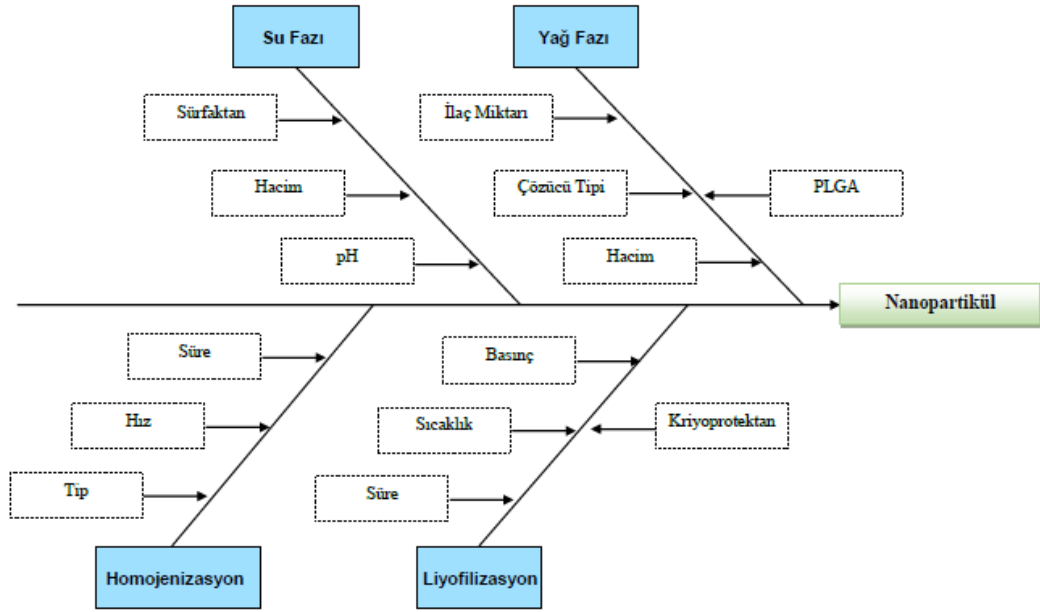 Su Fazı
Yağ Fazı
Sürfaktan
İlaç Miktarı
Hacim
Çözücü Tipi
PLGA
pH
Hacim
Nanopartikül
Süre
Basınç
Hız
Sıcaklık
Kriyoprotektan
Tip
Süre
Homojenizasyon
Liyofilizasyon